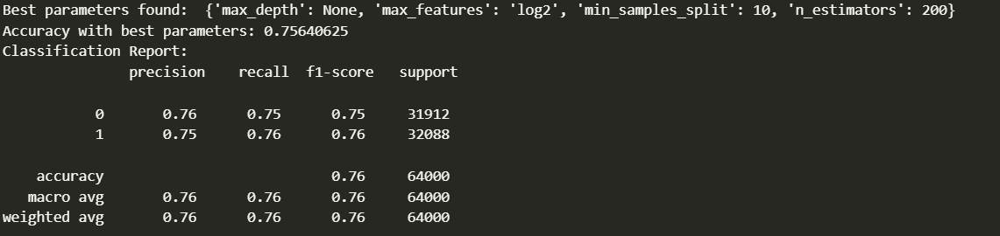 Best parameters found:  {'max_depth': None, 'max_features': 'log2', 'min_samples_split': 10, 'n_estimators': 200}
Accuracy with best parameters: 0.75640625
Classification Report:
              precision    recall  f1-score   support

           0       0.76      0.75      0.75     31912
           1       0.75      0.76      0.76     32088

    accuracy                           0.76     64000
   macro avg       0.76      0.76      0.76     64000
weighted avg       0.76      0.76      0.76     64000